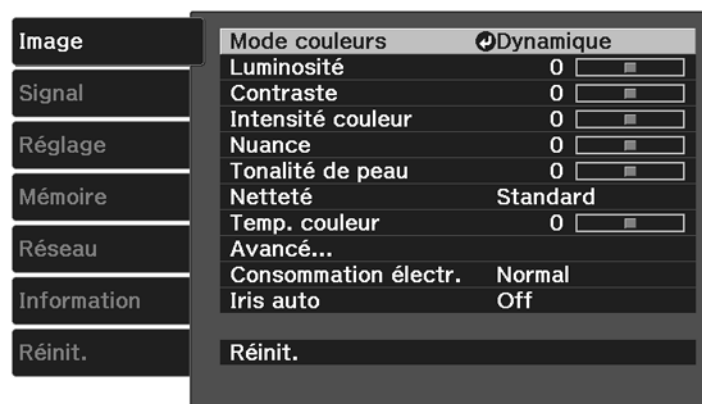 Image
Signal
Réglage
Mémoire
Réseau
Information
Réinit.
Mode couleurs Dynamique
Luminosité 0
Contraste 0
Intensité couleur 0
Nuance 0
Tonalité de peau 0
Netteté Standard
Temp. couleur 0
Avancé...
Consommation électr. Normal
Iris auto Off
Réinit.